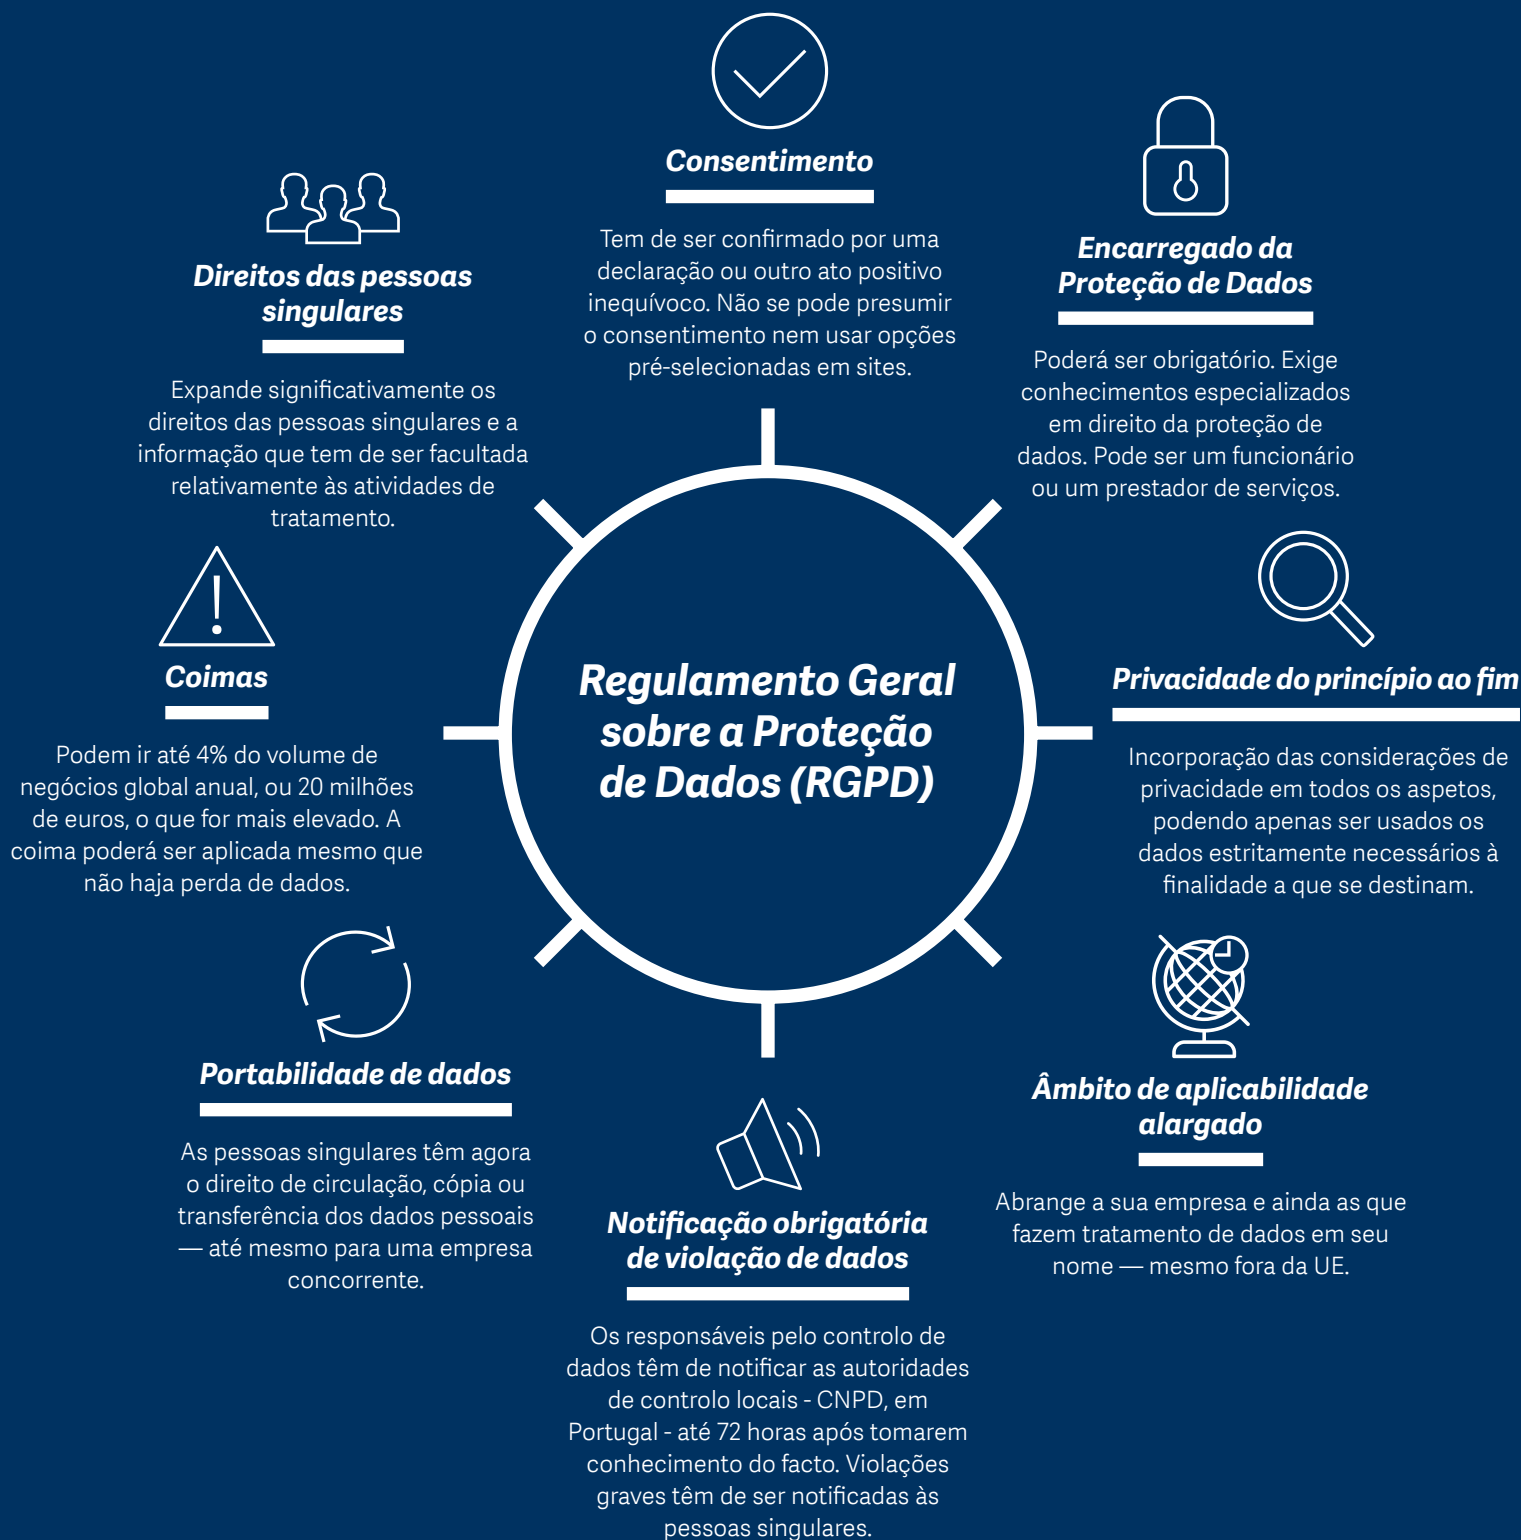 Consentimento
Tem de ser confirmado por uma
declaração ou outro ato positivo
inequívoco. Não se pode presumir
o consentimento nem usar opções
pré-selecionadas em sites.
Encarregado da
Proteção de Dados
Poderá ser obrigatório. Exige
conhecimentos especializados
em direito da proteção de
dados. Pode ser um funcionário
ou um prestador de serviços.
Direitos das pessoas
singulares
Expande significativamente os
direitos das pessoas singulares e a
informação que tem de ser facultada
relativamente às atividades de
tratamento.
Coimas
Podem ir até 4% do volume de
negócios global anual, ou 20 milhões
de euros, o que for mais elevado. A
coima poderá ser aplicada mesmo que
não haja perda de dados.
Regulamento Geral
sobre a Proteção
de Dados (RGPD)
Privacidade do princípio ao fim
Incorporação das considerações de
privacidade em todos os aspetos,
podendo apenas ser usados os
dados estritamente necessários à
finalidade a que se destinam.
Portabilidade de dados
As pessoas singulares têm agora
o direito de circulação, cópia ou
transferência dos dados pessoais
— até mesmo para uma empresa
concorrente.
Âmbito de aplicabilidade
alargado
Abrange a sua empresa e ainda as que
fazem tratamento de dados em seu
nome — mesmo fora da UE.
Notificação obrigatória
de violação de dados
Os responsáveis pelo controlo de
dados têm de notificar as autoridades
de controlo locais - CNPD, em
Portugal - até 72 horas após tomarem
conhecimento do facto. Violações
graves têm de ser notificadas às
pessoas singulares.